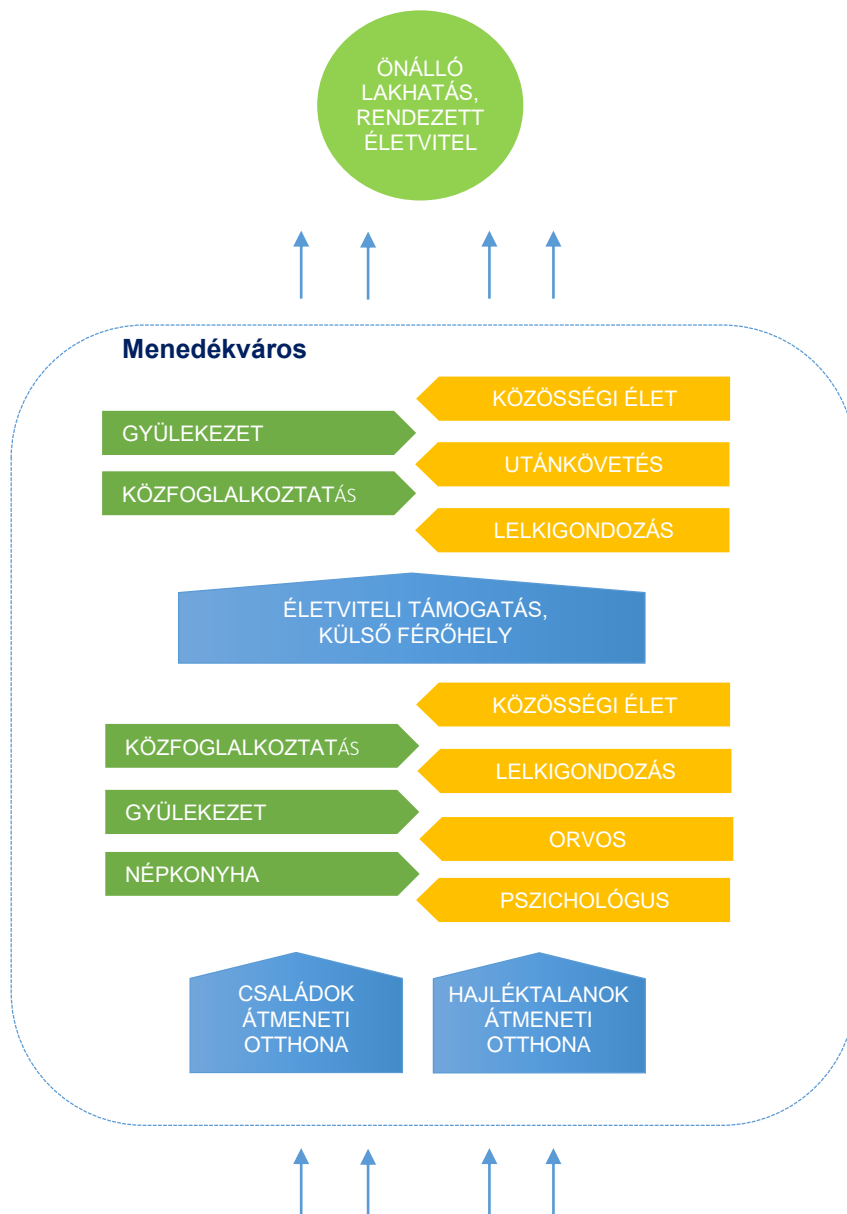 ÖNÁLLÓ
LAKHATÁS,
RENDEZETT
ÉLETVITEL
Menedékváros
KÖZÖSSÉGI ÉLET
GYÜLEKEZET
UTÁNKÖVETÉS
KÖZFOGLALKOZTATÁS
LELKIGONDOZÁS
ÉLETVITELI TÁMOGATÁS,
KÜLSŐ FÉRŐHELY
KÖZÖSSÉGI ÉLET
KÖZFOGLALKOZTATÁS
LELKIGONDOZÁS
GYÜLEKEZET
ORVOS
NÉPKONYHA
PSZICHOLÓGUS
CSALÁDOK
ÁTMENETI
OTTHONA
HAJLÉKTALANOK
ÁTMENETI
OTTHONA